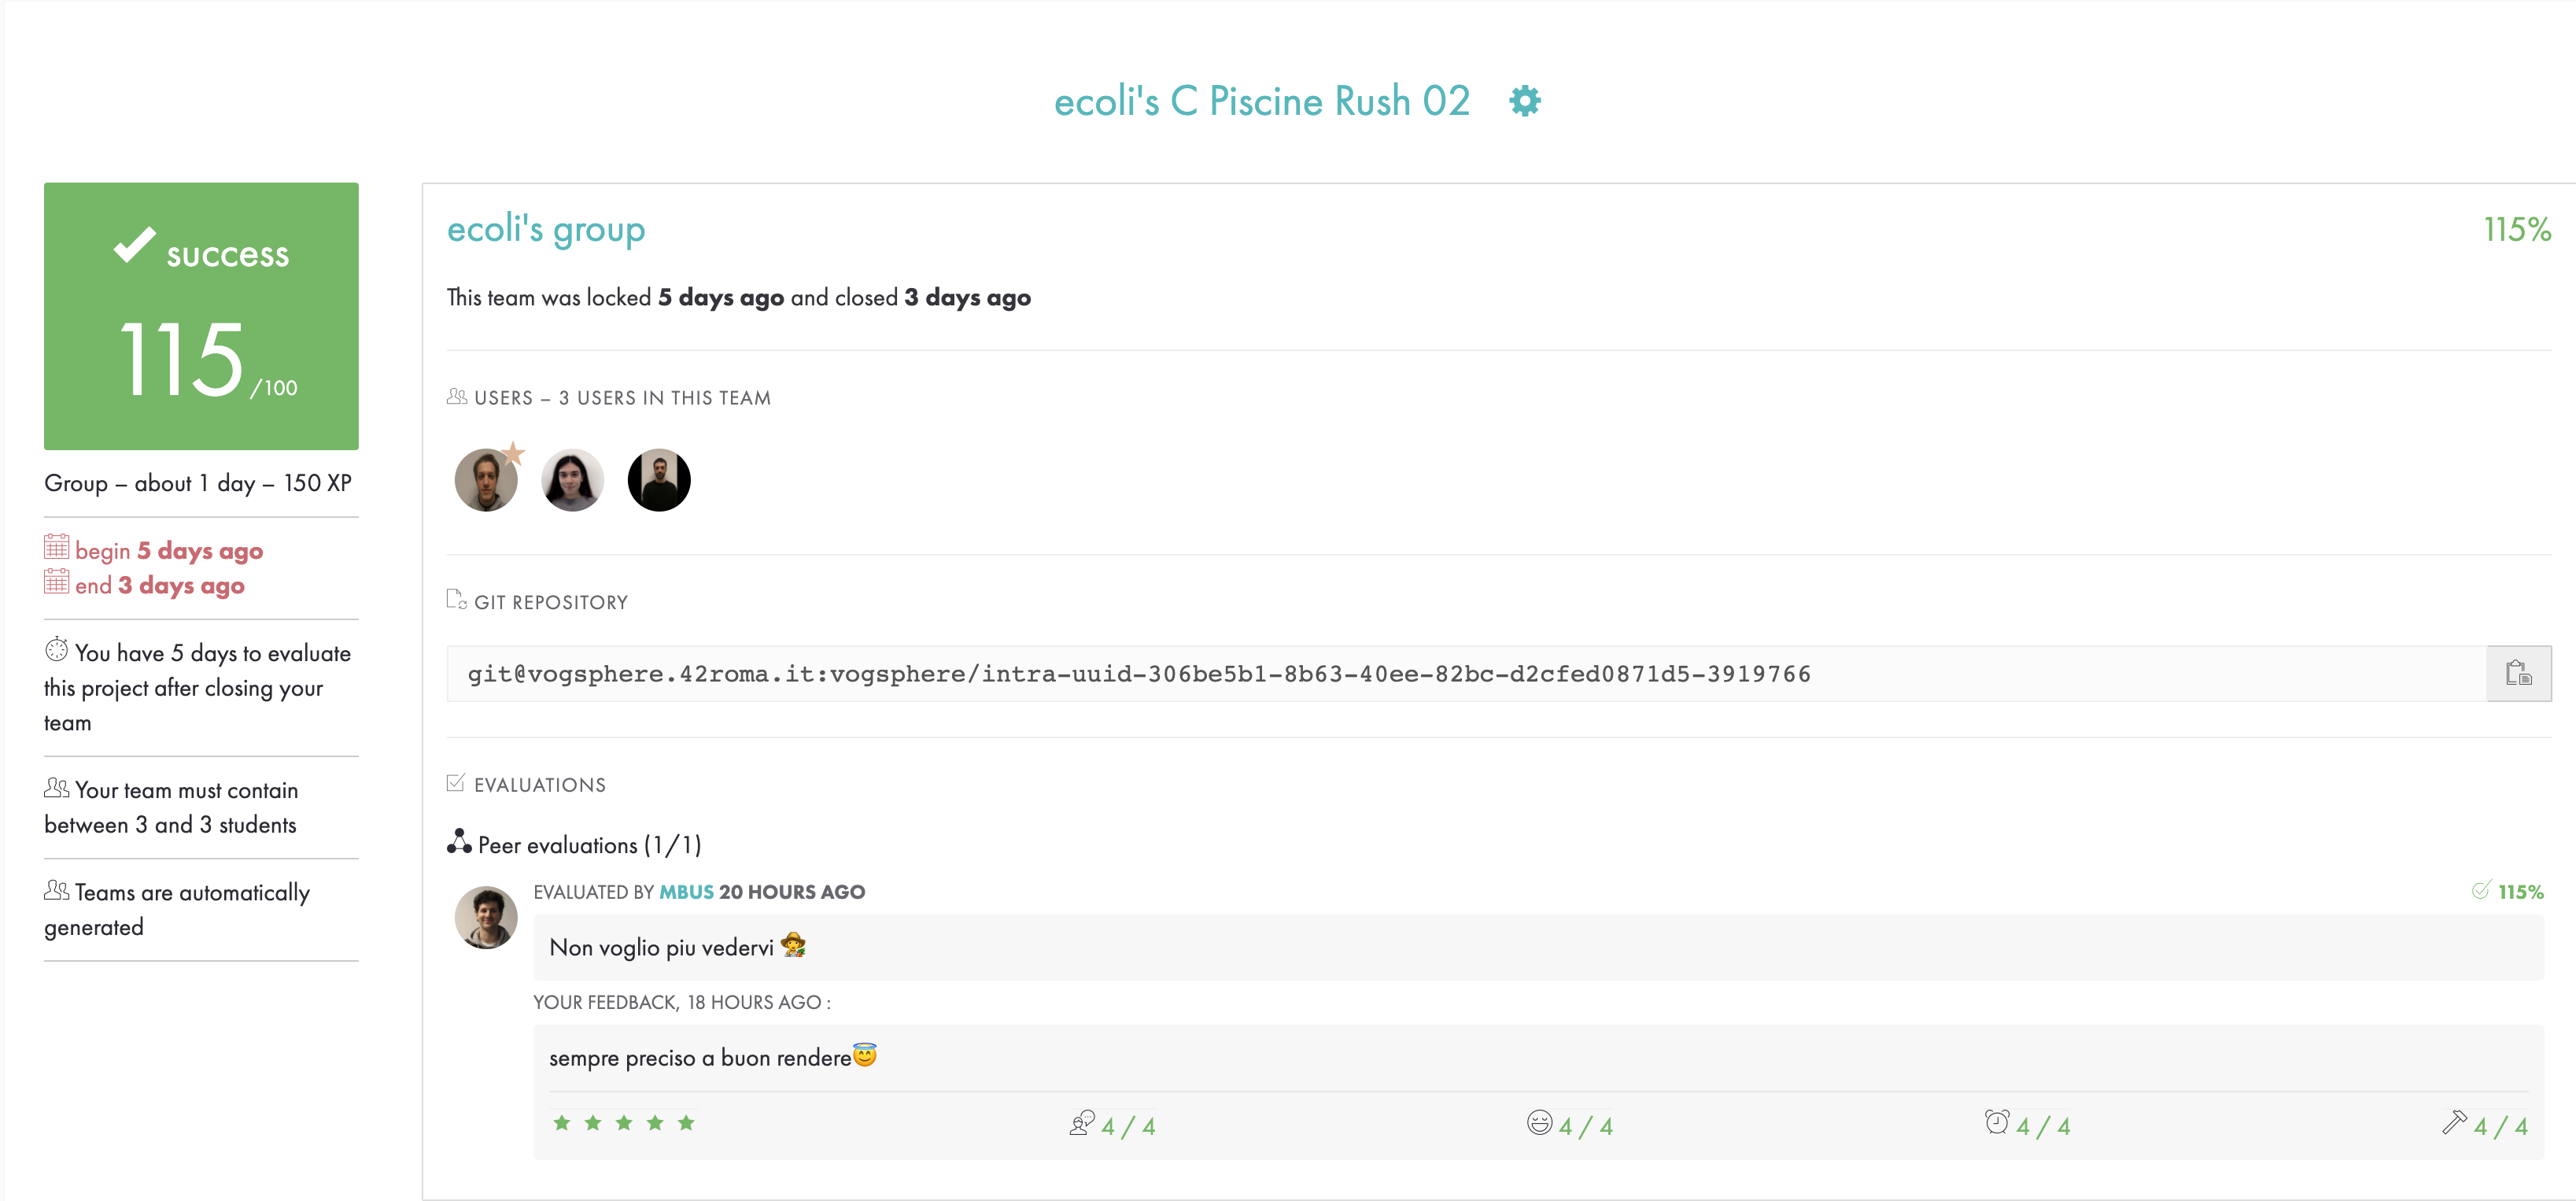 ecoli's C Piscine Rush 02
success
115 /100
Group – about 1 day – 150 XP
begin 5 days ago
end 3 days ago
You have 5 days to evaluate
this project after closing your
team
Your team must contain
between 3 and 3 students
Teams are automatically
generated
ecoli's group
115%
This team was locked 5 days ago and closed 3 days ago
USERS – 3 USERS IN THIS TEAM
GIT REPOSITORY
git@vogsphere.42roma.it:vogsphere/intra-uuid-306be5b1-8b63-40ee-82bc-d2cfed0871d5-3919766
EVALUATIONS
Peer evaluations (1/1)
EVALUATED BY MBUS 20 HOURS AGO
115%
Non voglio piu vedervi 
YOUR FEEDBACK, 18 HOURS AGO :
sempre preciso a buon rendere😇
★ ★ ★ ★ ★ 4 / 4 4 / 4 4 / 4 4 / 4